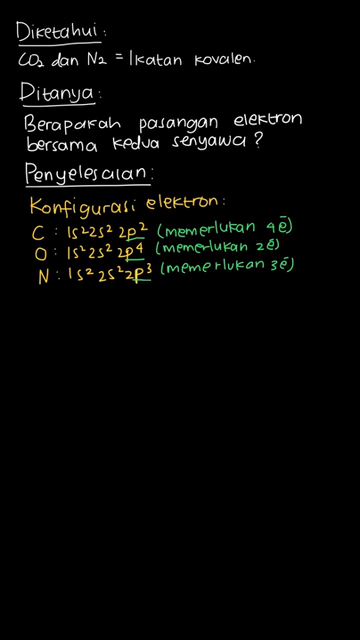 Diketahui:
CO2 dan N2 = Ikatan kovalen.
Ditanya:
Berapakah pasangan elektron
bersama kedua senyawa?
Penyelesaian:
Konfigurasi elektron:
C : 1s² 2s² 2p² (memerlukan 4ē)
O : 1s² 2s² 2p⁴ (memerlukan 2ē)
N : 1s² 2s² 2p³ (memerlukan 3ē)